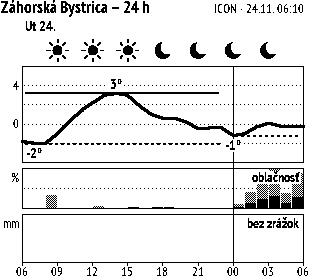 Záhorská Bystrica – 24 h
ICON · 24.11. 06:10
Ut 24.
4
3°
0
-2°
-1°
%
oblačnosť
mm
bez zrážok
06 09 12 15 18 21 00 03 06